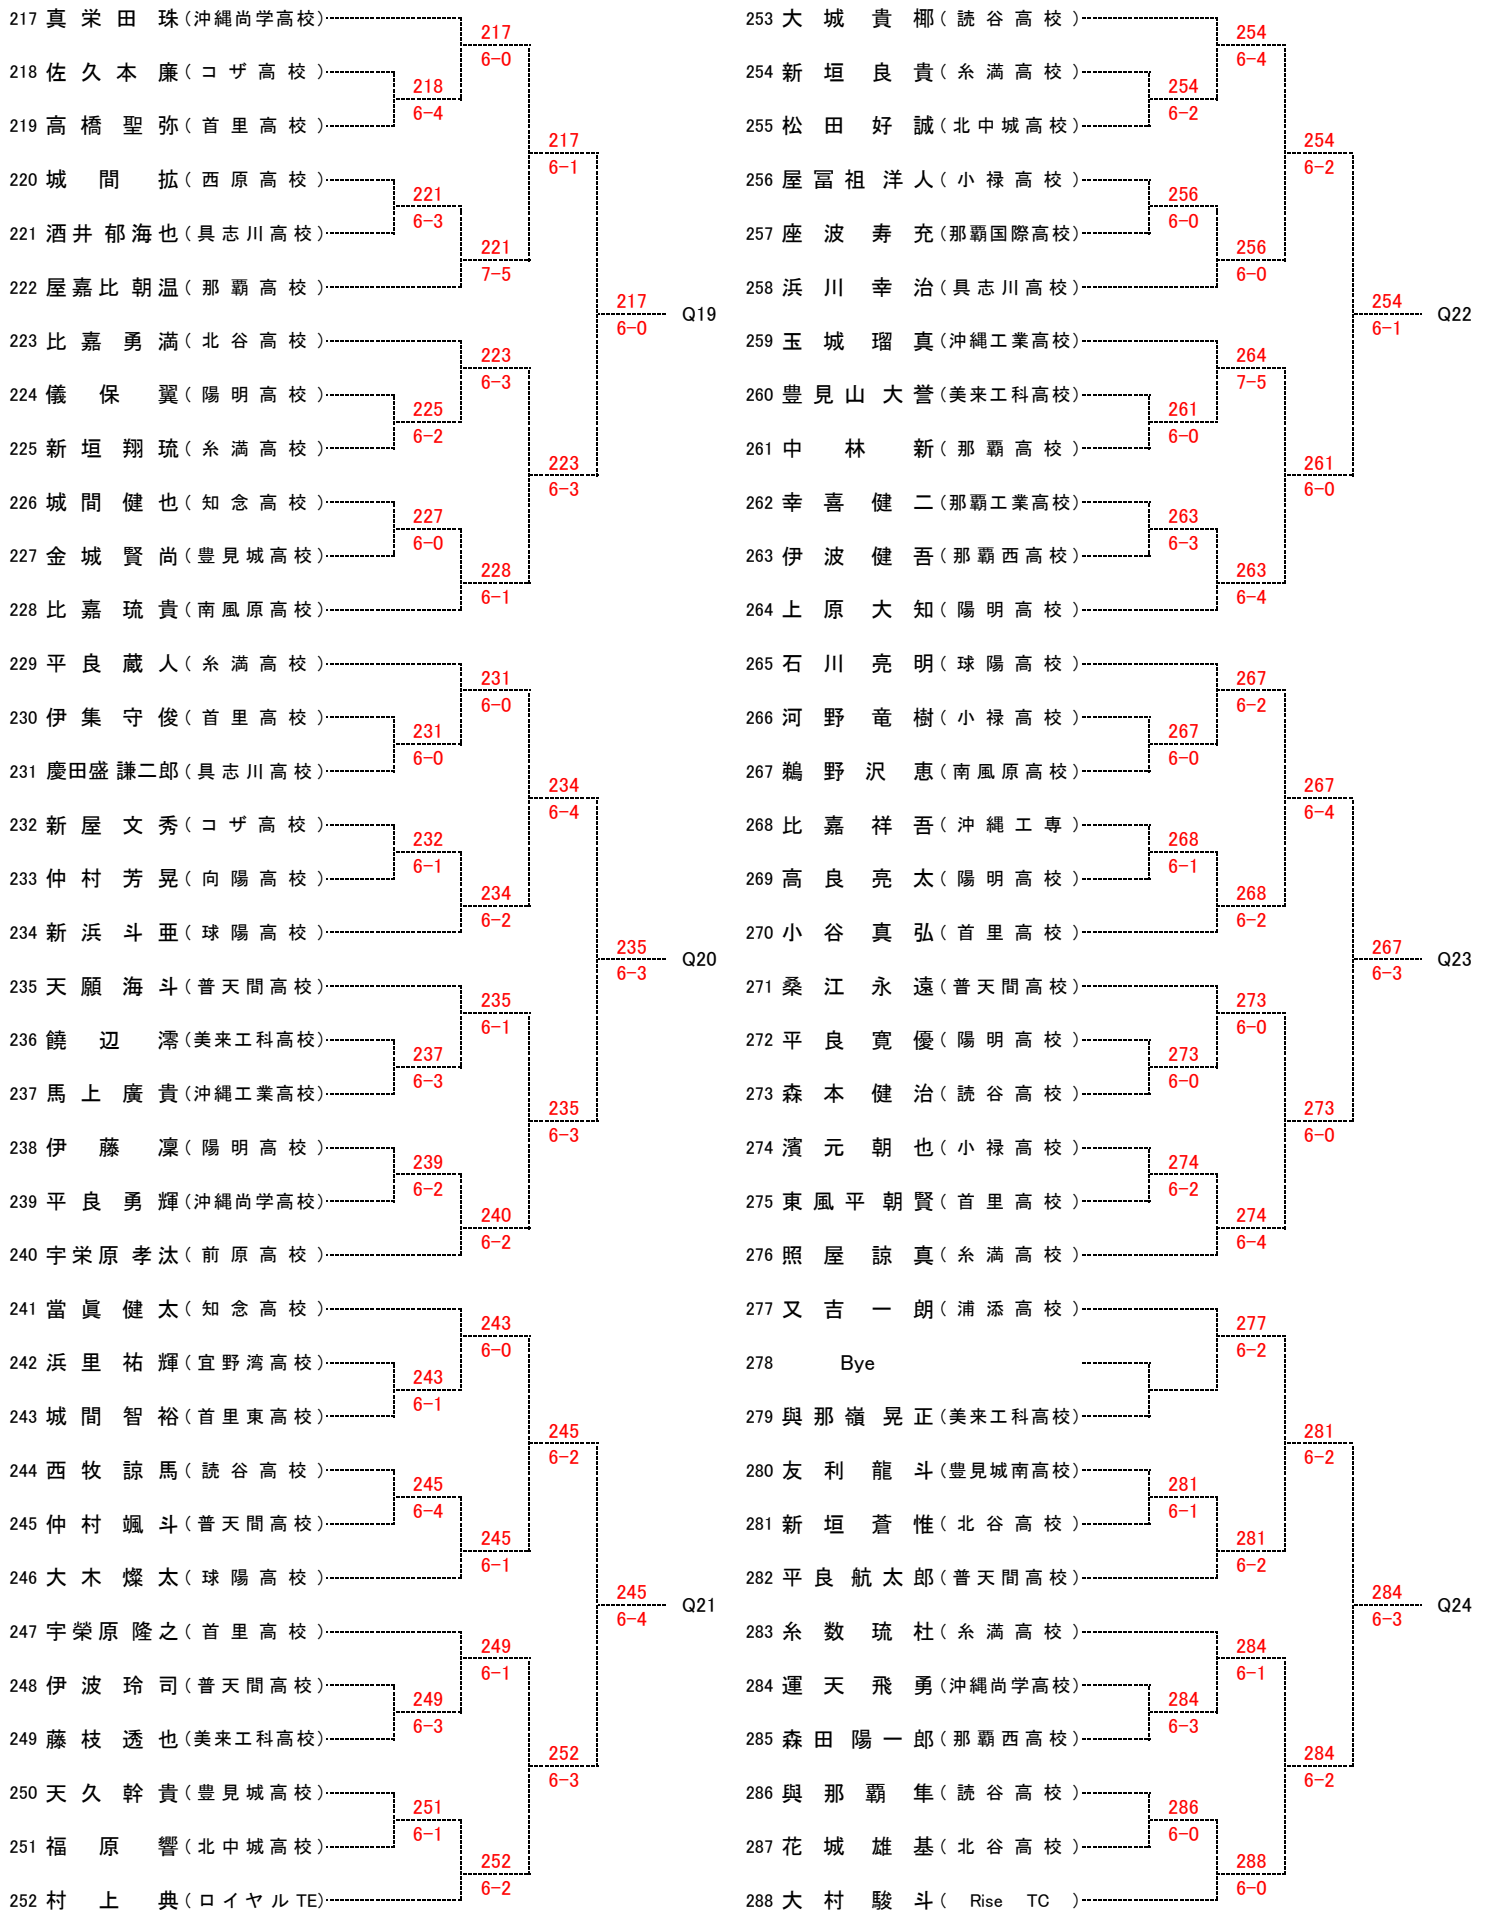 217 真栄田 珠 (沖縄尚学高校)
217
6-0
218 佐久本 廉 (コザ高校)
218
6-4
219 高橋聖弥 (首里高校)
217
6-1
220 城間 拡 (西原高校)
221
6-3
221 酒井郁海也 (具志川高校)
221
7-5
222 屋嘉比朝温 (那覇高校)
217
6-0
Q19
223 比嘉勇満 (北谷高校)
223
6-3
224 儀保 翼 (陽明高校)
225
6-2
225 新垣翔琉 (糸満高校)
223
6-3
226 城間健也 (知念高校)
227
6-0
227 金城賢尚 (豊見城高校)
228
6-1
228 比嘉琉貴 (南風原高校)
229 平良蔵人 (糸満高校)
231
6-0
230 伊集守俊 (首里高校)
231
6-0
231 慶田盛謙二郎 (具志川高校)
234
6-4
232 新屋文秀 (コザ高校)
232
6-1
233 仲村芳晃 (向陽高校)
234
6-2
234 新浜斗亜 (球陽高校)
235
6-3
Q20
235 天願海斗 (普天間高校)
235
6-1
236 饒辺 澪 (美来工科高校)
237
6-3
237 馬上廣貴 (沖縄工業高校)
235
6-3
238 伊藤 凜 (陽明高校)
239
6-2
239 平良勇輝 (沖縄尚学高校)
240
6-2
240 宇栄原孝汰 (前原高校)
241 當眞健太 (知念高校)
243
6-0
242 浜里祐輝 (宜野湾高校)
243
6-1
243 城間智裕 (首里東高校)
245
6-2
244 西牧諒馬 (読谷高校)
245
6-4
245 仲村颯斗 (普天間高校)
245
6-1
246 大木燦太 (球陽高校)
245
6-4
Q21
247 宇榮原隆之 (首里高校)
249
6-1
248 伊波玲司 (普天間高校)
249
6-3
249 藤枝透也 (美来工科高校)
252
6-3
250 天久幹貴 (豊見城高校)
251
6-1
251 福原 響 (北中城高校)
252
6-2
252 村上 典 (ロイヤルTE)
253 大城貴椰 (読谷高校)
254
6-4
254 新垣良貴 (糸満高校)
254
6-2
255 松田好誠 (北中城高校)
254
6-2
256 屋冨祖洋人 (小禄高校)
256
6-0
257 座波寿充 (那覇国際高校)
256
6-0
258 浜川幸治 (具志川高校)
254
6-1
Q22
259 玉城瑠真 (沖縄工業高校)
264
7-5
260 豊見山大誉 (美来工科高校)
261
6-0
261 中林 新 (那覇高校)
261
6-0
262 幸喜健二 (那覇工業高校)
263
6-3
263 伊波健吾 (那覇西高校)
263
6-4
264 上原大知 (陽明高校)
265 石川亮明 (球陽高校)
267
6-2
266 河野竜樹 (小禄高校)
267
6-0
267 鵜野沢恵 (南風原高校)
267
6-4
268 比嘉祥吾 (沖縄工専)
268
6-1
269 高良亮太 (陽明高校)
268
6-2
270 小谷真弘 (首里高校)
267
6-3
Q23
271 桑江永遠 (普天間高校)
273
6-0
272 平良寛優 (陽明高校)
273
6-0
273 森本健治 (読谷高校)
273
6-0
274 濱元朝也 (小禄高校)
274
6-2
275 東風平朝賢 (首里高校)
274
6-4
276 照屋諒真 (糸満高校)
277 又吉一朗 (浦添高校)
277
6-2
278 Bye
279 與那嶺晃正 (美来工科高校)
281
6-2
280 友利龍斗 (豊見城南高校)
281
6-1
281 新垣蒼惟 (北谷高校)
281
6-2
282 平良航太郎 (普天間高校)
284
6-3
Q24
283 糸数琉杜 (糸満高校)
284
6-1
284 運天飛勇 (沖縄尚学高校)
284
6-3
285 森田陽一郎 (那覇西高校)
284
6-2
286 與那覇隼 (読谷高校)
286
6-0
287 花城雄基 (北谷高校)
288
6-0
288 大村駿斗 (Rise TC)